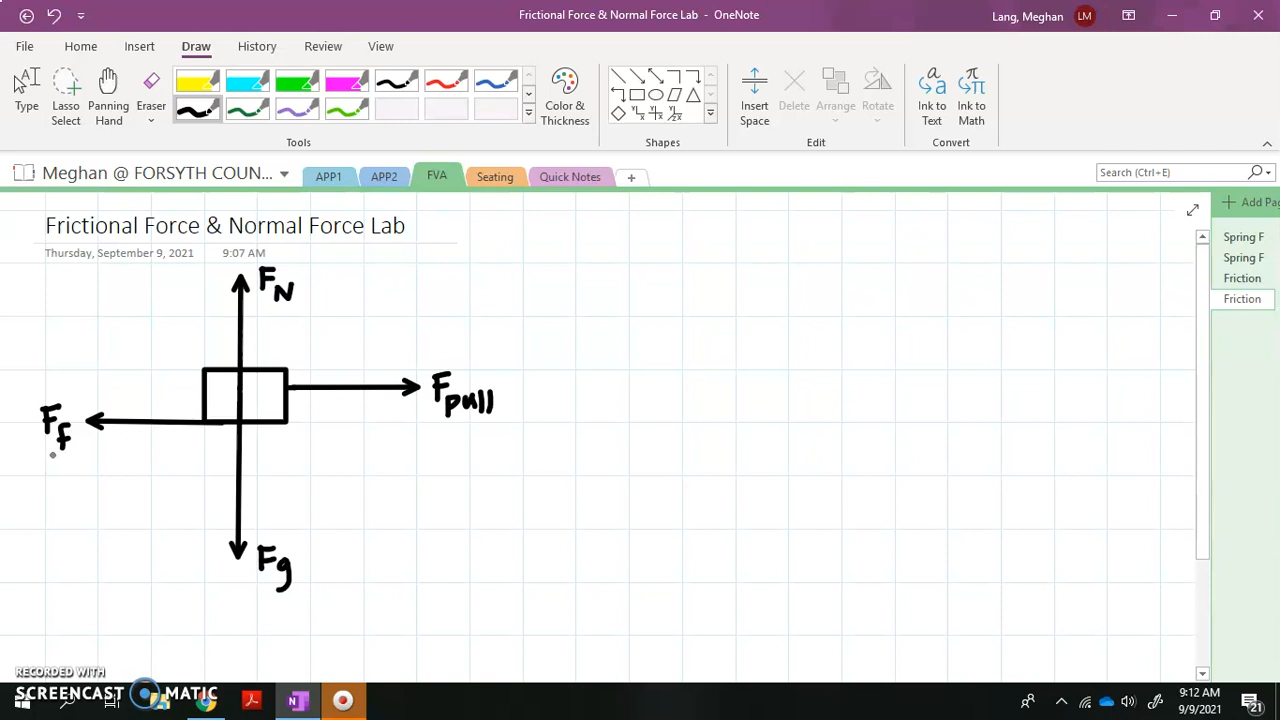 Frictional Force & Normal Force Lab - OneNote
Lang, Meghan LM
File Home Insert Draw History Review View
Type Lasso Select Panning Hand Eraser Color & Thickness Insert Space Delete Arrange Rotate Ink to Text Ink to Math
Tools Shapes Edit Convert
Meghan @ FORSYTH COUN... APP1 APP2 FVA Seating Quick Notes Search (Ctrl+E)
Add Pag
Frictional Force & Normal Force Lab
Spring F
Thursday, September 9, 2021 9:07 AM
Spring F
Friction
Friction
FN
Fpull
Ff
Fg
RECORDED WITH
SCREENCAST MATIC
9:12 AM
9/9/2021
21